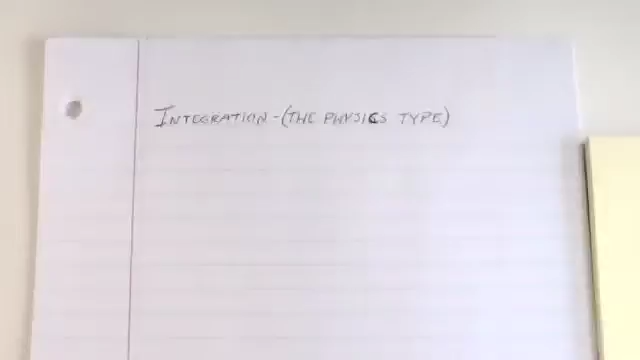 INTEGRATION - (THE PHYSICS TYPE)